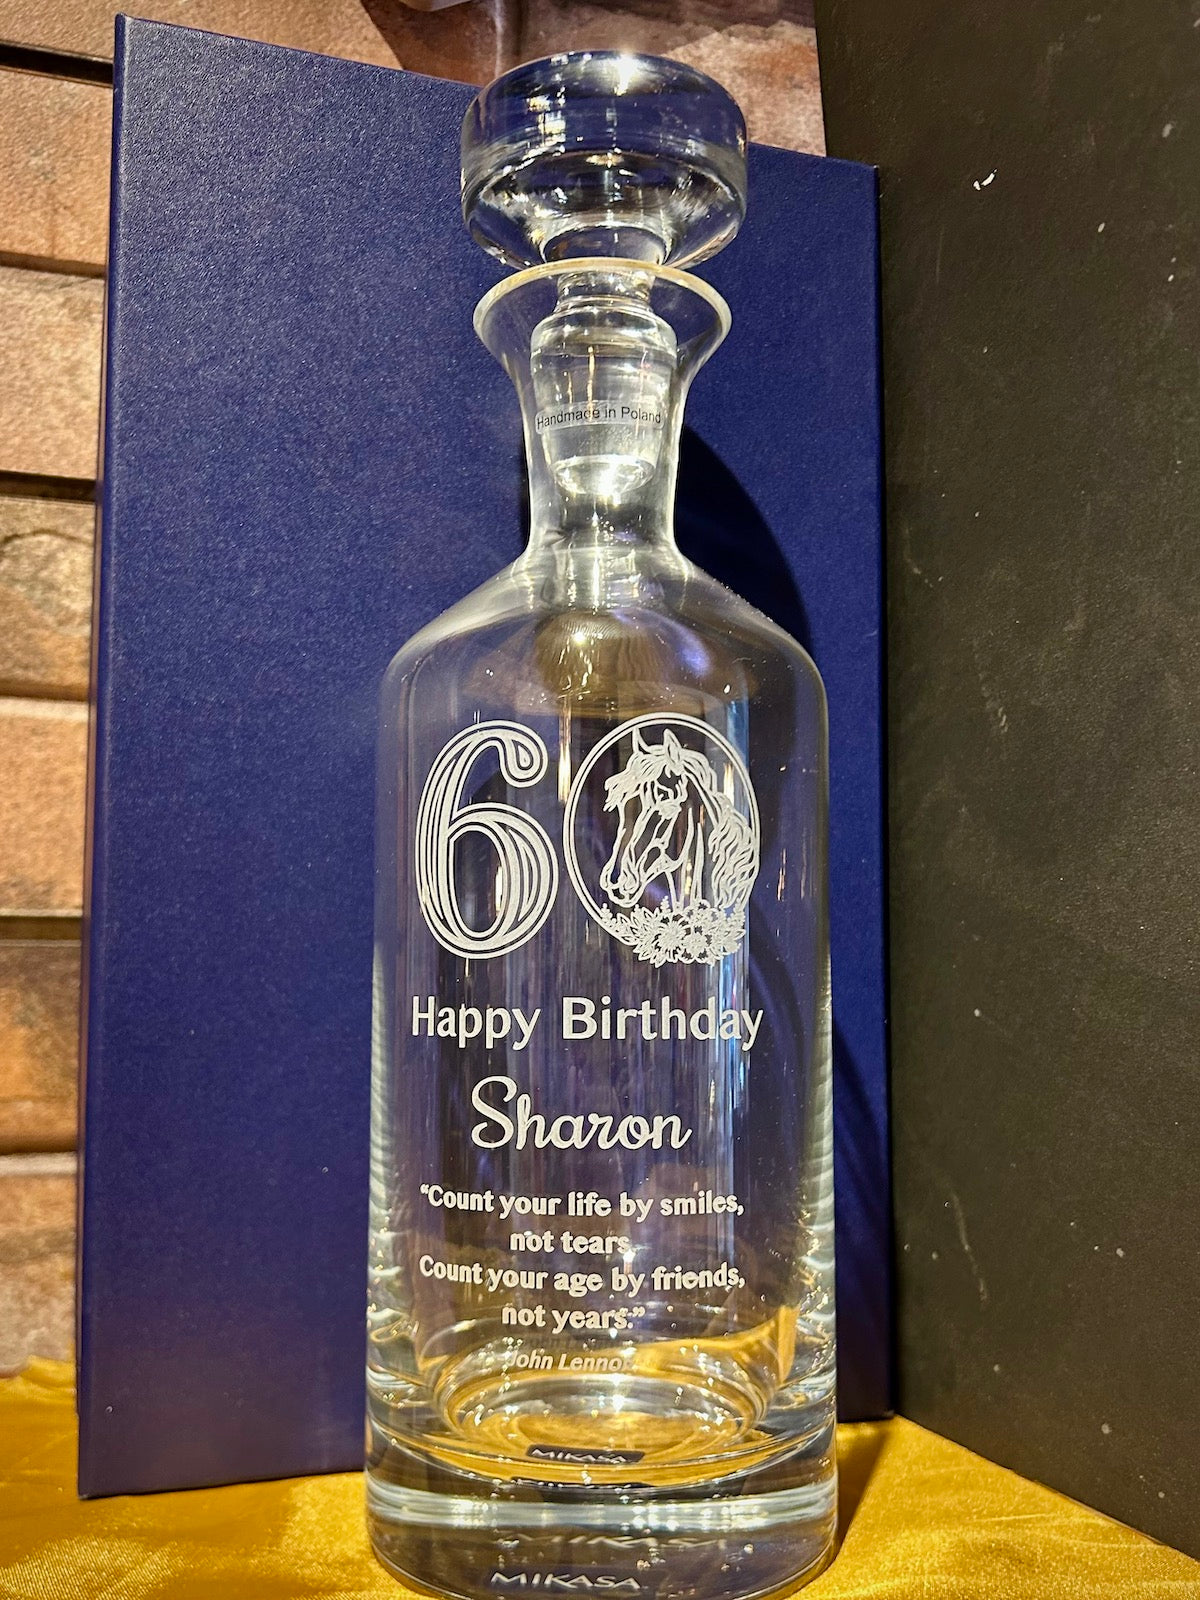 Handmade in Poland
60
Happy Birthday
Sharon
“Count your life by smiles,
not tears.
Count your age by friends,
not years.”
John Lennon
MIKASA
MIKASA